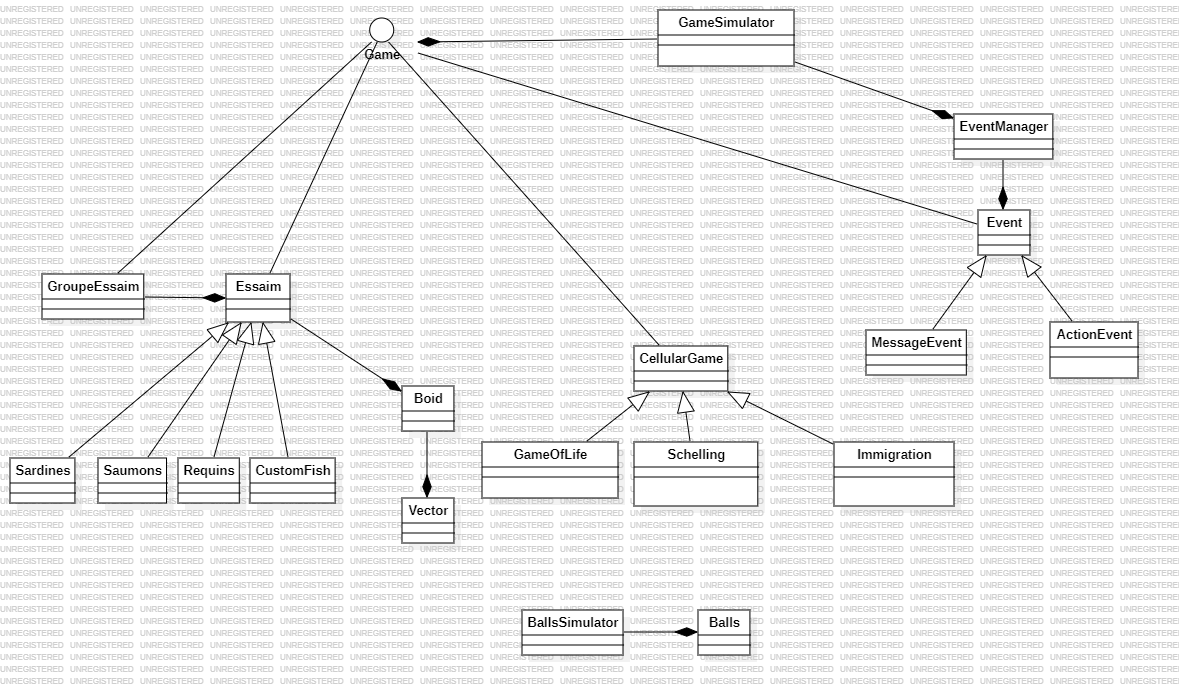 GameSimulator
Game
EventManager
Event
GroupeEssaim
Essaim
MessageEvent
ActionEvent
CellularGame
Boid
GameOfLife
Schelling
Immigration
Sardines
Saumons
Requins
CustomFish
Vector
BallsSimulator
Balls
UNREGISTERED